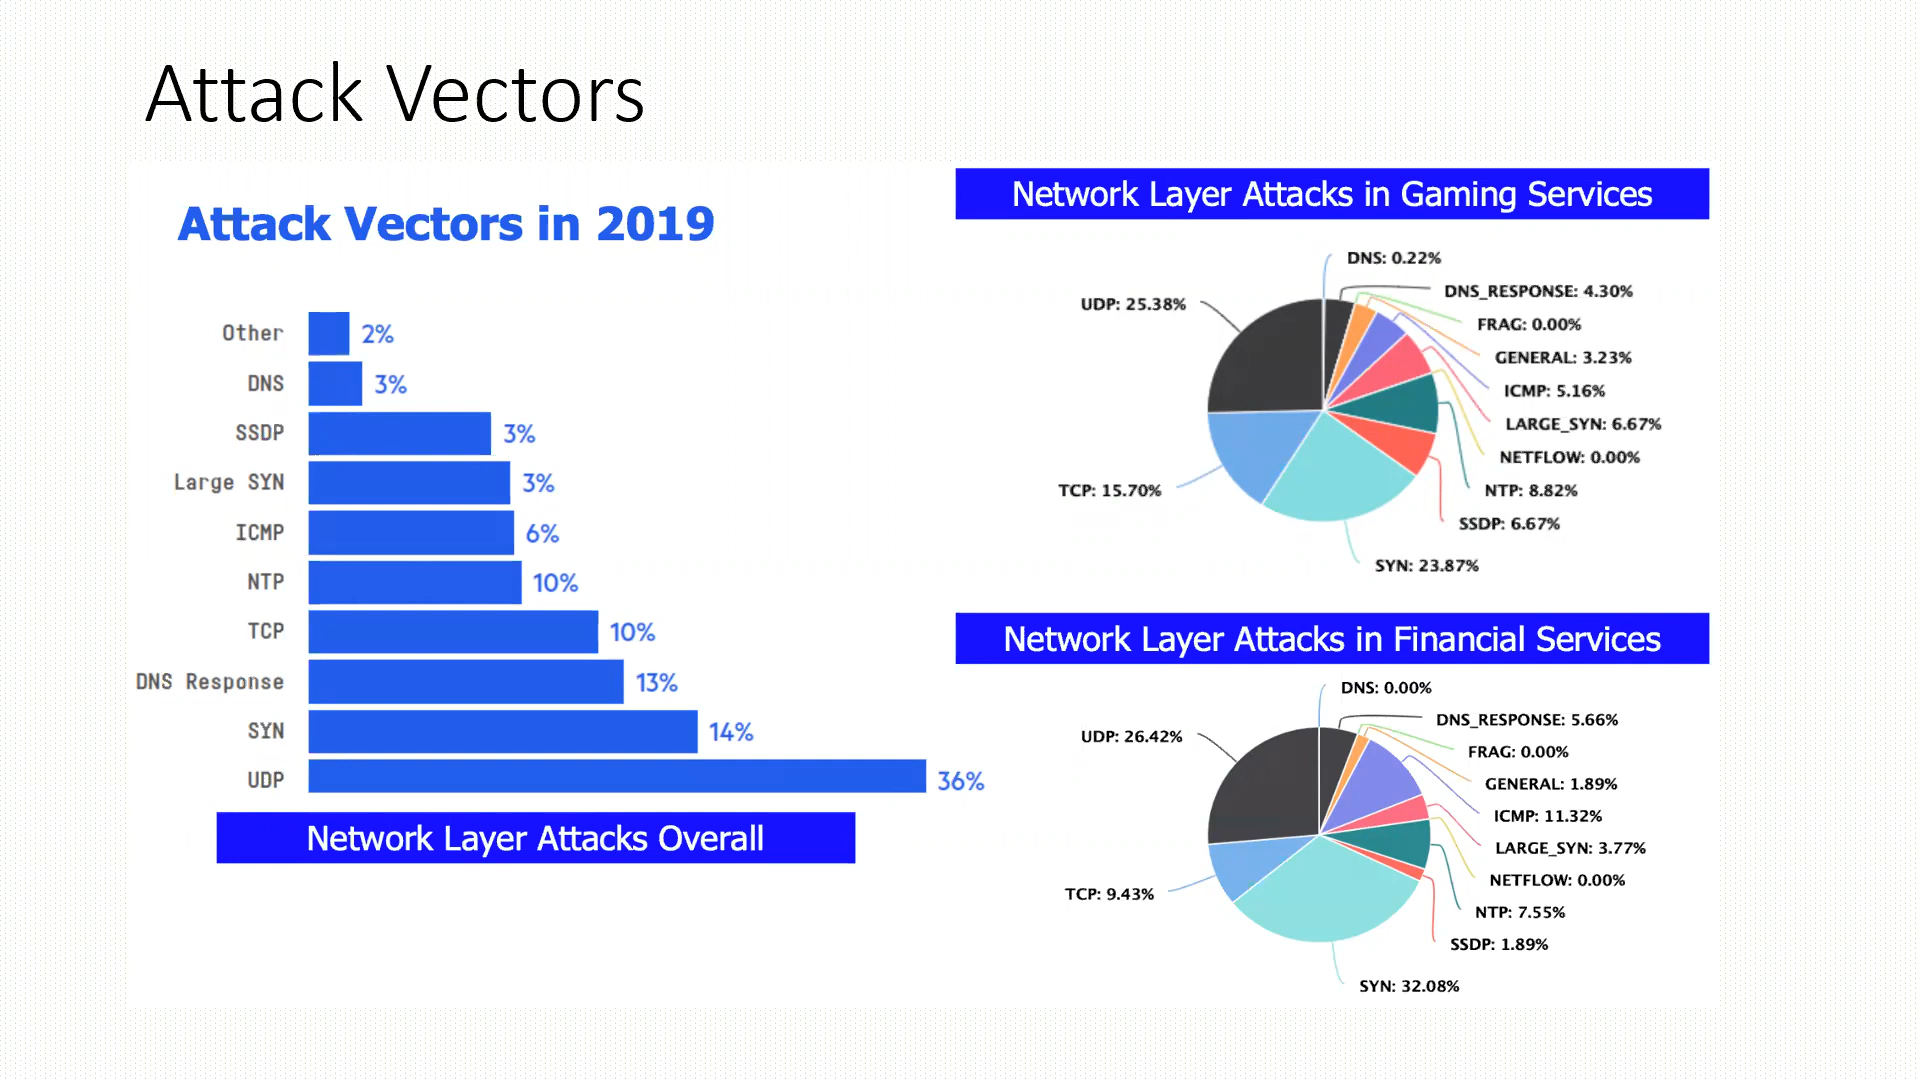 Attack Vectors
Attack Vectors in 2019
Other 2%
DNS 3%
SSDP 3%
Large SYN 3%
ICMP 6%
NTP 10%
TCP 10%
DNS Response 13%
SYN 14%
UDP 36%
Network Layer Attacks Overall
Network Layer Attacks in Gaming Services
DNS: 0.22%
DNS_RESPONSE: 4.30%
FRAG: 0.00%
GENERAL: 3.23%
ICMP: 5.16%
LARGE_SYN: 6.67%
NETFLOW: 0.00%
NTP: 8.82%
SSDP: 6.67%
SYN: 23.87%
TCP: 15.70%
UDP: 25.38%
Network Layer Attacks in Financial Services
DNS: 0.00%
DNS_RESPONSE: 5.66%
FRAG: 0.00%
GENERAL: 1.89%
ICMP: 11.32%
LARGE_SYN: 3.77%
NETFLOW: 0.00%
NTP: 7.55%
SSDP: 1.89%
SYN: 32.08%
TCP: 9.43%
UDP: 26.42%